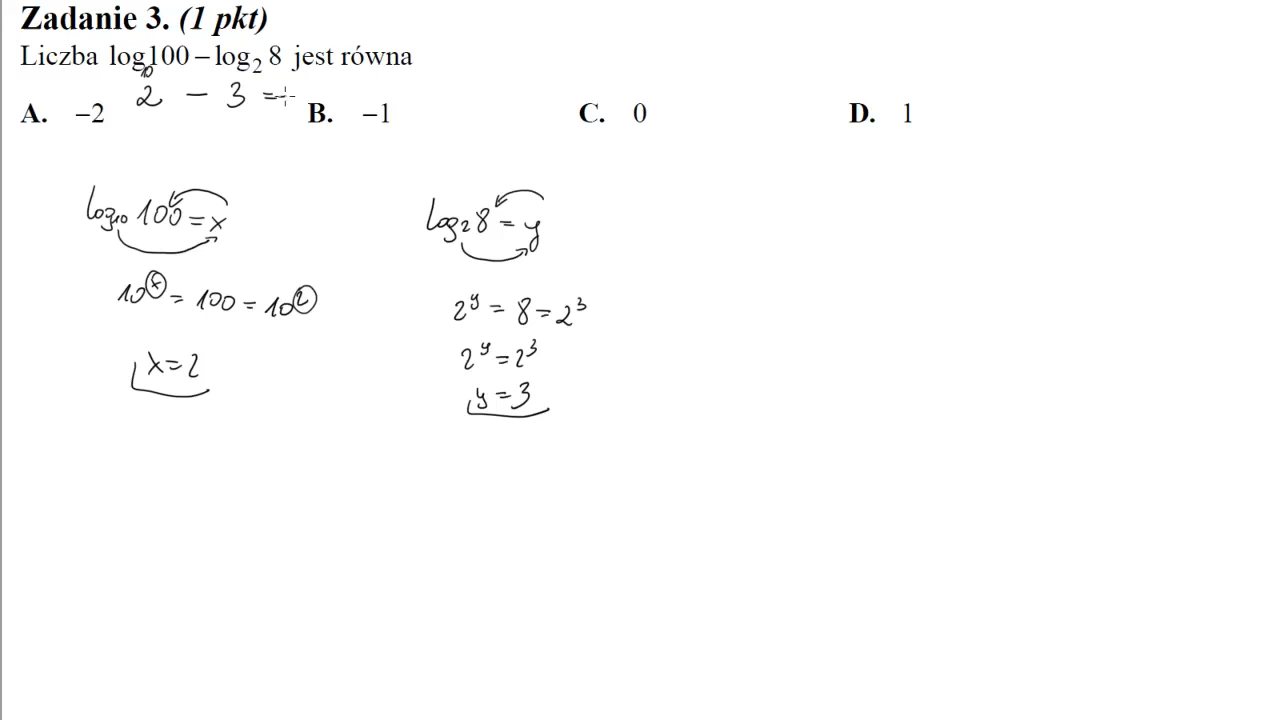 Zadanie 3. (1 pkt)
Liczba log₁₀100 – log₂ 8 jest równa
2 – 3 =
A. –2 B. –1 C. 0 D. 1
log₁₀ 100 = x log₂ 8 = y
10ˣ = 100 = 10² 2ʸ = 8 = 2³
x = 2 2ʸ = 2³
y = 3